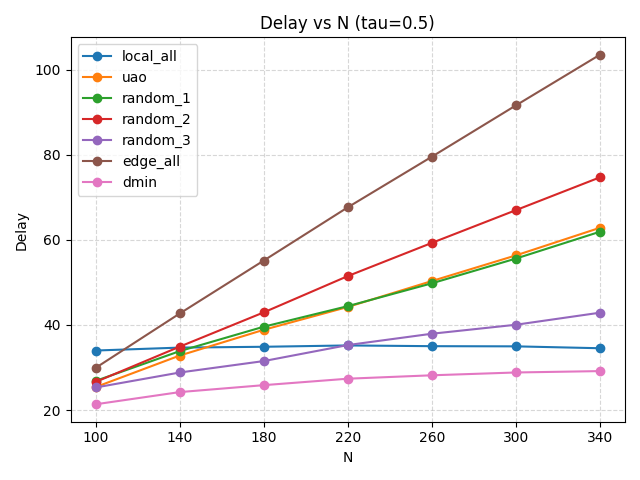 Delay vs N (tau=0.5)
local_all
uao
random_1
random_2
random_3
edge_all
dmin
Delay
100
80
60
40
20
100 140 180 220 260 300 340
N